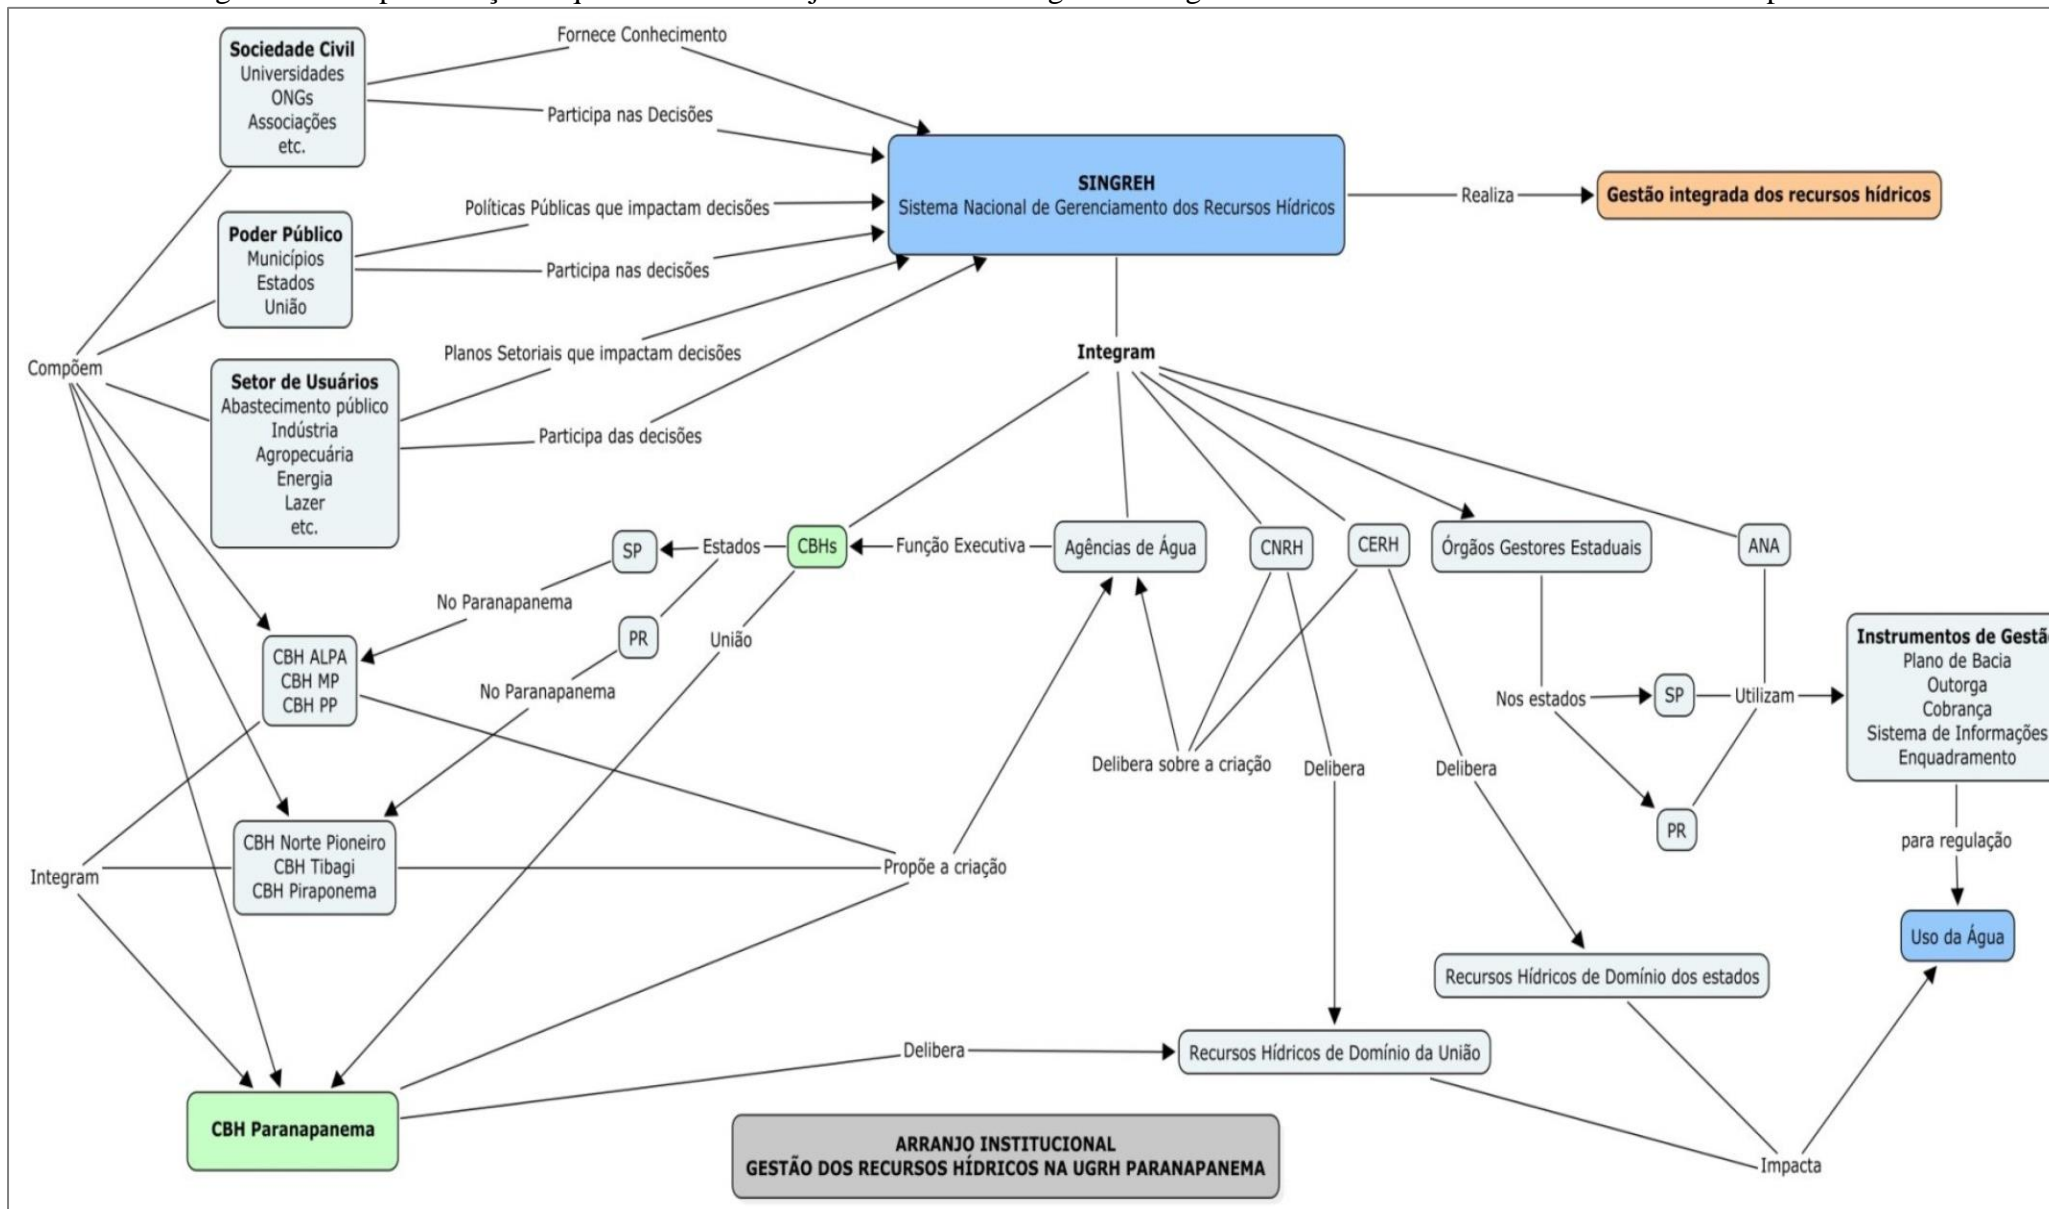 Fornece Conhecimento
Sociedade Civil
Universidades
ONGs
Associações
etc.
Participa nas Decisões
SINGREH
Sistema Nacional de Gerenciamento dos Recursos Hídricos
Realiza
Gestão integrada dos recursos hídricos
Políticas Públicas que impactam decisões
Poder Público
Municípios
Estados
União
Participa nas decisões
Planos Setoriais que impactam decisões
Integram
Compõem
Setor de Usuários
Abastecimento público
Indústria
Agropecuária
Energia
Lazer
etc.
Participa das decisões
SP
Estados
CBHs
Função Executiva
Agências de Água
CNRH
CERH
Órgãos Gestores Estaduais
ANA
No Paranapanema
PR
União
CBH ALPA
CBH MP
CBH PP
No Paranapanema
Nos estados
SP
Utilizam
Instrumentos de Gestã
Plano de Bacia
Outorga
Cobrança
Sistema de Informações
Enquadramento
Delibera sobre a criação
Delibera
Delibera
PR
para regulação
CBH Norte Pioneiro
CBH Tibagi
CBH Piraponema
Integram
Propõe a criação
Uso da Água
Recursos Hídricos de Domínio dos estados
Delibera
Recursos Hídricos de Domínio da União
CBH Paranapanema
ARRANJO INSTITUCIONAL
GESTÃO DOS RECURSOS HÍDRICOS NA UGRH PARANAPANEMA
Impacta